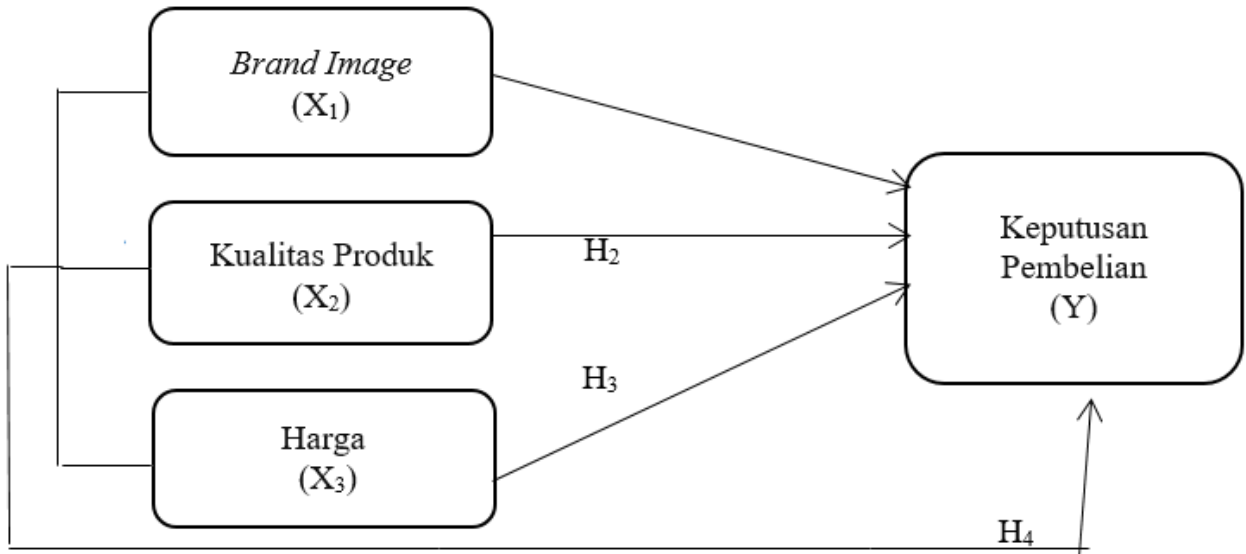 Brand Image
(X₁)
Kualitas Produk
(X₂)
Harga
(X₃)
H₂
H₃
H₄
Keputusan
Pembelian
(Y)